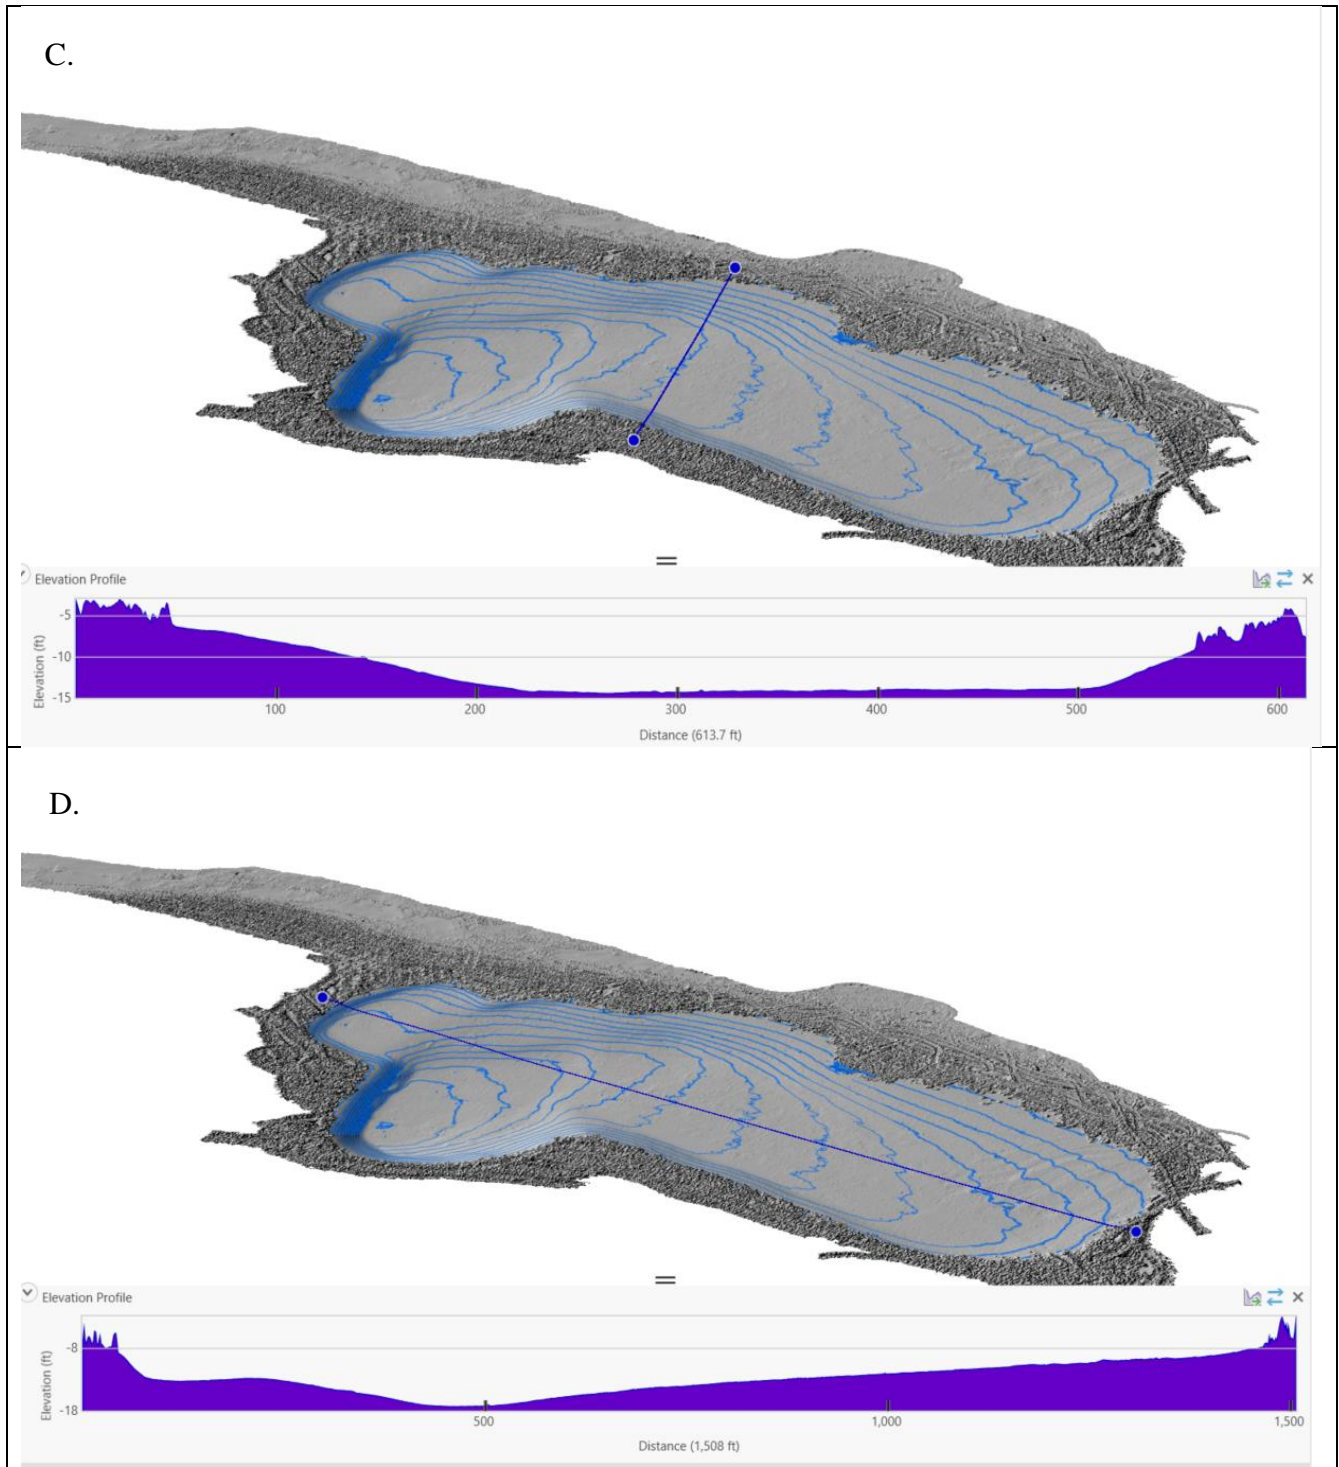 C.
Elevation Profile
Elevation (ft)
-5
-10
-15
100 200 300 400 500 600
Distance (613.7 ft)
D.
Elevation Profile
Elevation (ft)
-8
-18
500 1,000 1,500
Distance (1,508 ft)